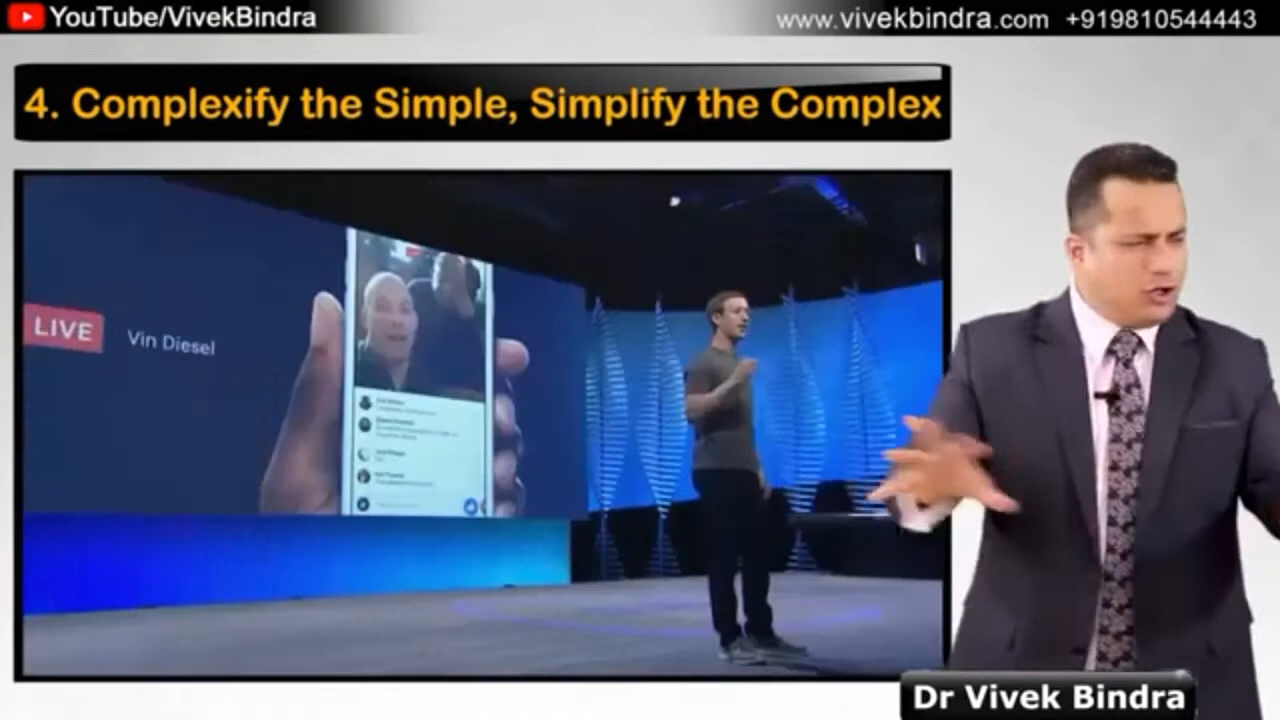 YouTube/VivekBindra
www.vivekbindra.com +919810544443
4. Complexify the Simple, Simplify the Complex
LIVE
Vin Diesel
Dr Vivek Bindra